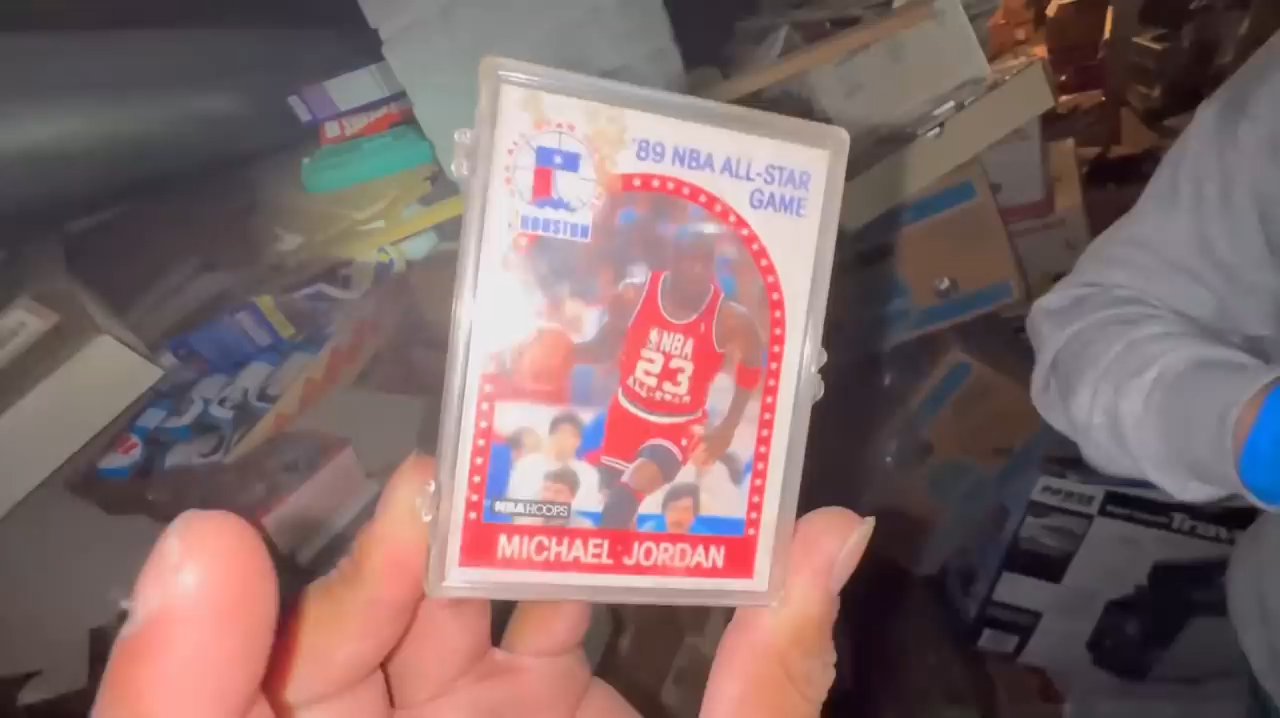 '89 NBA ALL-STAR
GAME
HOUSTON
NBA
23
ALL-STAR
NBA HOOPS
MICHAEL JORDAN